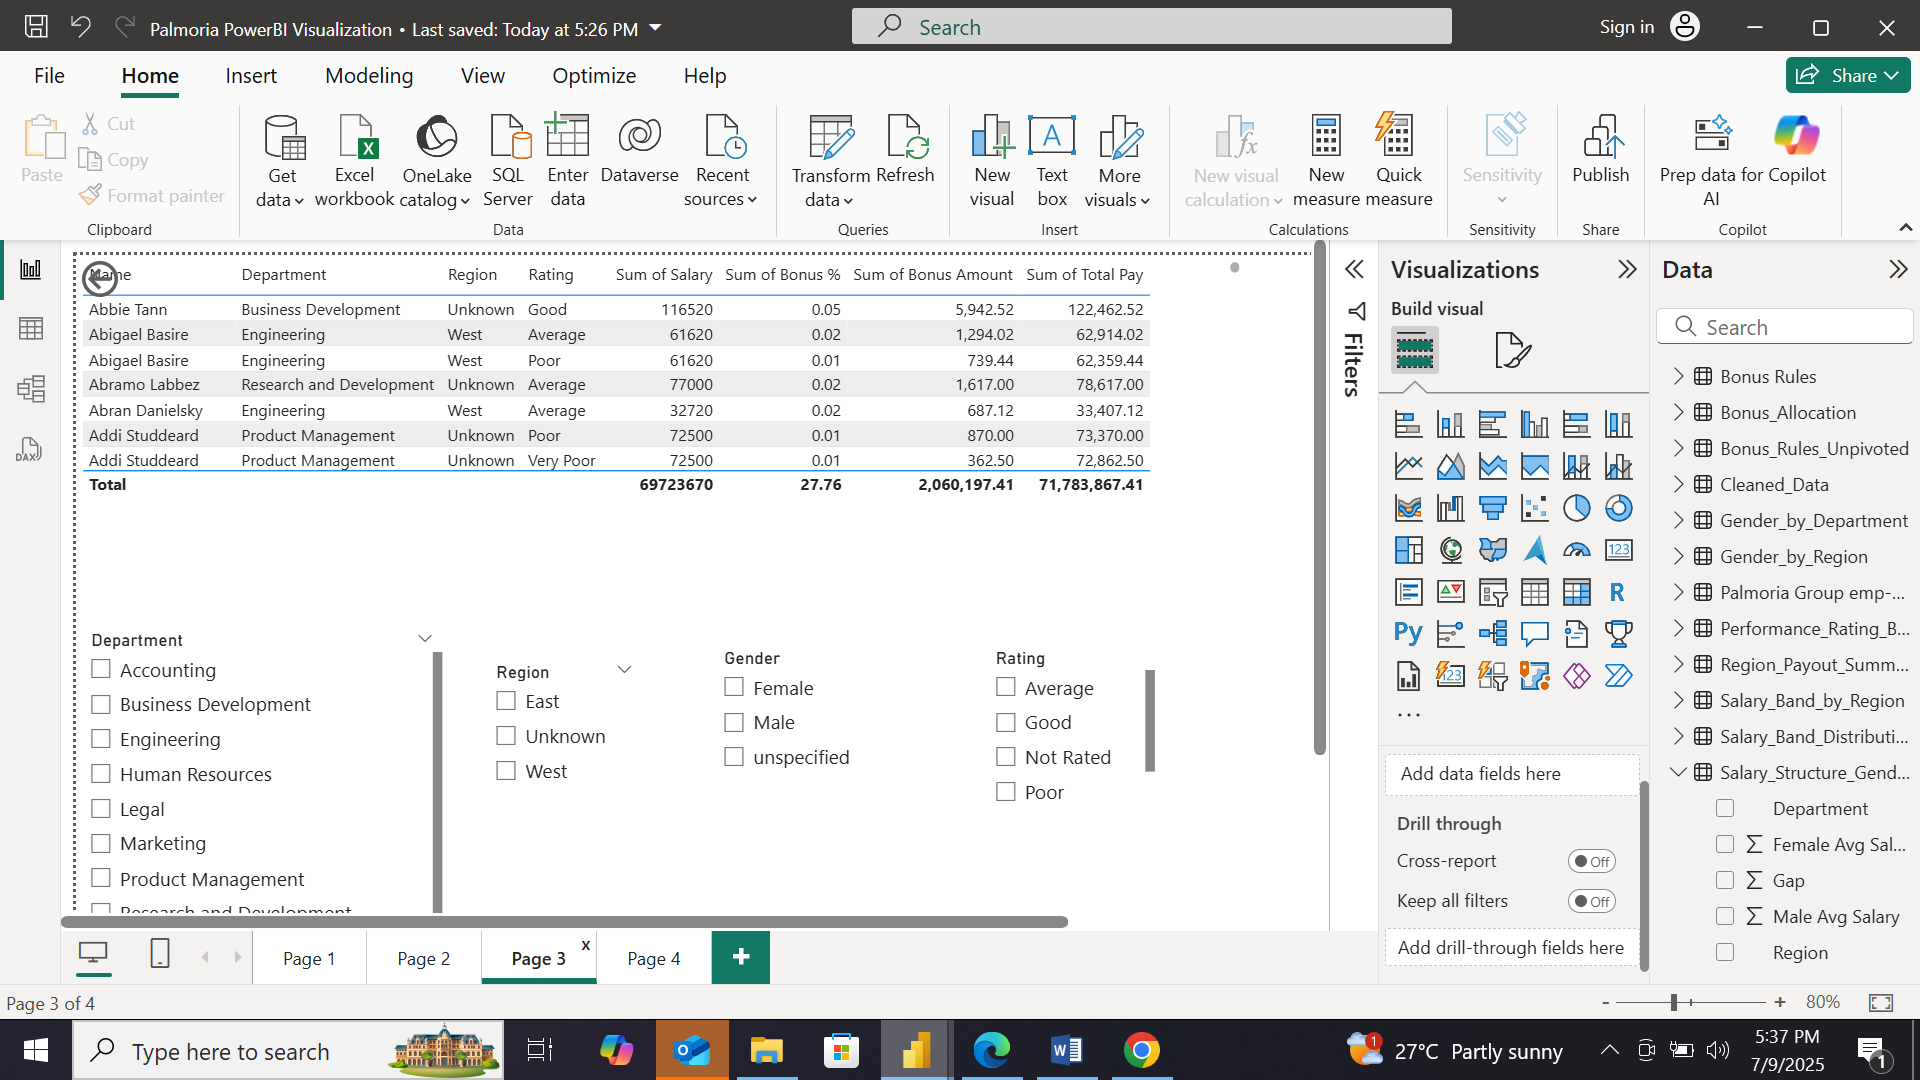 Palmoria PowerBI Visualization • Last saved: Today at 5:26 PM
Search
Sign in
File Home Insert Modeling View Optimize Help
Share
Paste
Cut
Copy
Format painter
Clipboard
Get data
Excel workbook
OneLake catalog
SQL Server
Enter data
Dataverse
Recent sources
Data
Transform data
Refresh
Queries
New visual
Text box
More visuals
Insert
New visual calculation
New measure
Quick measure
Calculations
Sensitivity
Sensitivity
Publish
Share
Prep data for AI
Copilot
Copilot
Name Department Region Rating Sum of Salary Sum of Bonus % Sum of Bonus Amount Sum of Total Pay
Abbie Tann Business Development Unknown Good 116520 0.05 5,942.52 122,462.52
Abigael Basire Engineering West Average 61620 0.02 1,294.02 62,914.02
Abigael Basire Engineering West Poor 61620 0.01 739.44 62,359.44
Abramo Labbez Research and Development Unknown Average 77000 0.02 1,617.00 78,617.00
Abran Danielsky Engineering West Average 32720 0.02 687.12 33,407.12
Addi Studdeard Product Management Unknown Poor 72500 0.01 870.00 73,370.00
Addi Studdeard Product Management Unknown Very Poor 72500 0.01 362.50 72,862.50
Total 69723670 27.76 2,060,197.41 71,783,867.41
Department
Accounting
Business Development
Engineering
Human Resources
Legal
Marketing
Product Management
Research and Development
Region
East
Unknown
West
Gender
Female
Male
unspecified
Rating
Average
Good
Not Rated
Poor
Filters
Visualizations
Build visual
123
R
Py
123
...
Add data fields here
Drill through
Cross-report
Off
Keep all filters
Off
Add drill-through fields here
Data
Search
Bonus Rules
Bonus_Allocation
Bonus_Rules_Unpivoted
Cleaned_Data
Gender_by_Department
Gender_by_Region
Palmoria Group emp-...
Performance_Rating_B...
Region_Payout_Summ...
Salary_Band_by_Region
Salary_Band_Distributi...
Salary_Structure_Gend...
Department
Female Avg Sal...
Gap
Male Avg Salary
Region
DAX
Page 1
Page 2
Page 3 x
Page 4
+
Page 3 of 4
- + 80%
Type here to search
1
27°C Partly sunny
5:37 PM
7/9/2025
1